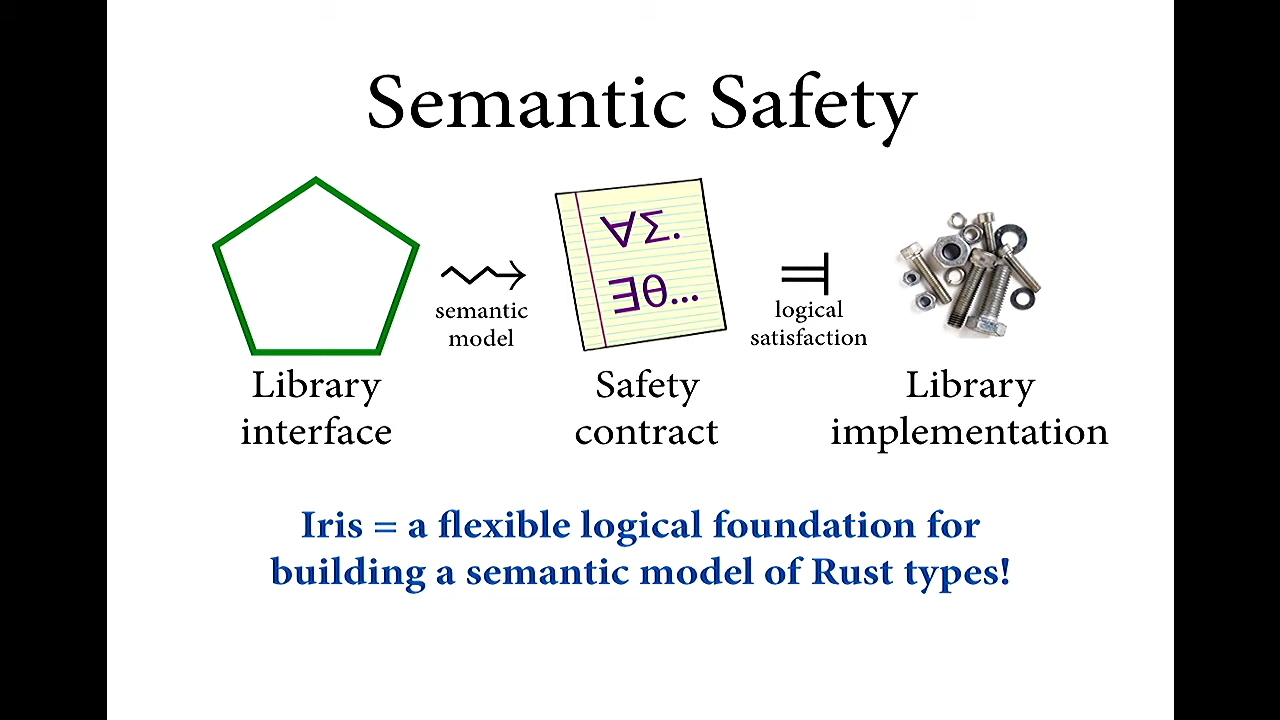 Semantic Safety
∀Σ.
∃θ...
semantic
model
logical
satisfaction
Library
interface
Safety
contract
Library
implementation
Iris = a flexible logical foundation for
building a semantic model of Rust types!